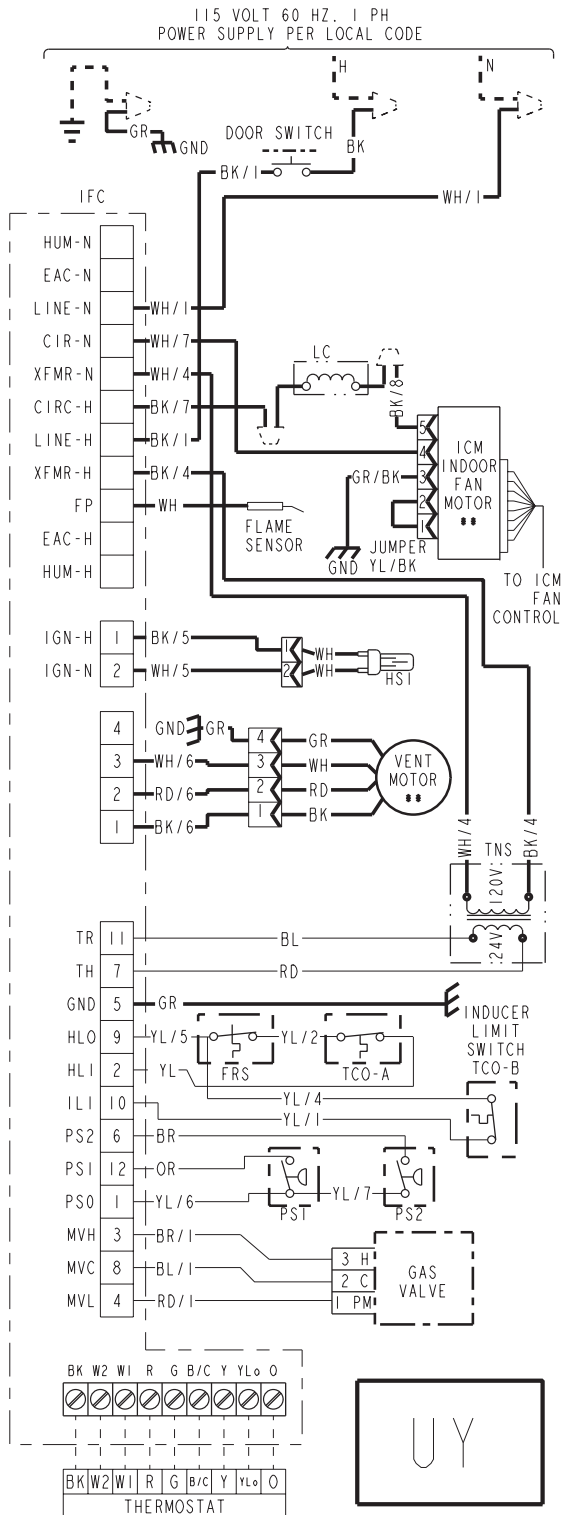 115 VOLT 60 HZ. 1 PH
POWER SUPPLY PER LOCAL CODE
H
N
GR
GND
DOOR SWITCH
BK
BK/1
WH/1
IFC
HUM-N
EAC-N
LINE-N WH/1
CIR-N WH/7
XFMR-N WH/4
CIRC-H BK/7
LINE-H BK/1
XFMR-H BK/4
FP WH
EAC-H
HUM-H
LC
BK/8
5
4
3
2
1
ICM
INDOOR
FAN
MOTOR
**
GR/BK
GND
JUMPER
YL/BK
FLAME
SENSOR
TO ICM
FAN
CONTROL
IGN-H 1 BK/5 1 WH
IGN-N 2 WH/5 2 WH
HSI
4 GND GR 4 GR
3 WH/6 3 WH
2 RD/6 2 RD
1 BK/6 1 BK
VENT
MOTOR
**
WH/4
TNS
BK/4
120V.
24V.
TR 11 BL
TH 7 RD
GND 5 GR
HLO 9 YL/5 YL/2
FRS TCO-A
HLI 2 YL
INDUCER
LIMIT
SWITCH
TCO-B
YL/4
ILI 10 YL/1
PS2 6 BR
PS1 12 OR
PSO 1 YL/6 YL/7
PS1 PS2
MVH 3 BR/1 3 H
MVC 8 BL/1 2 C
MVL 4 RD/1 1 PM
GAS
VALVE
BK W2 W1 R G B/C Y YLo O
BK W2 W1 R G B/C Y YLo O
THERMOSTAT
UY